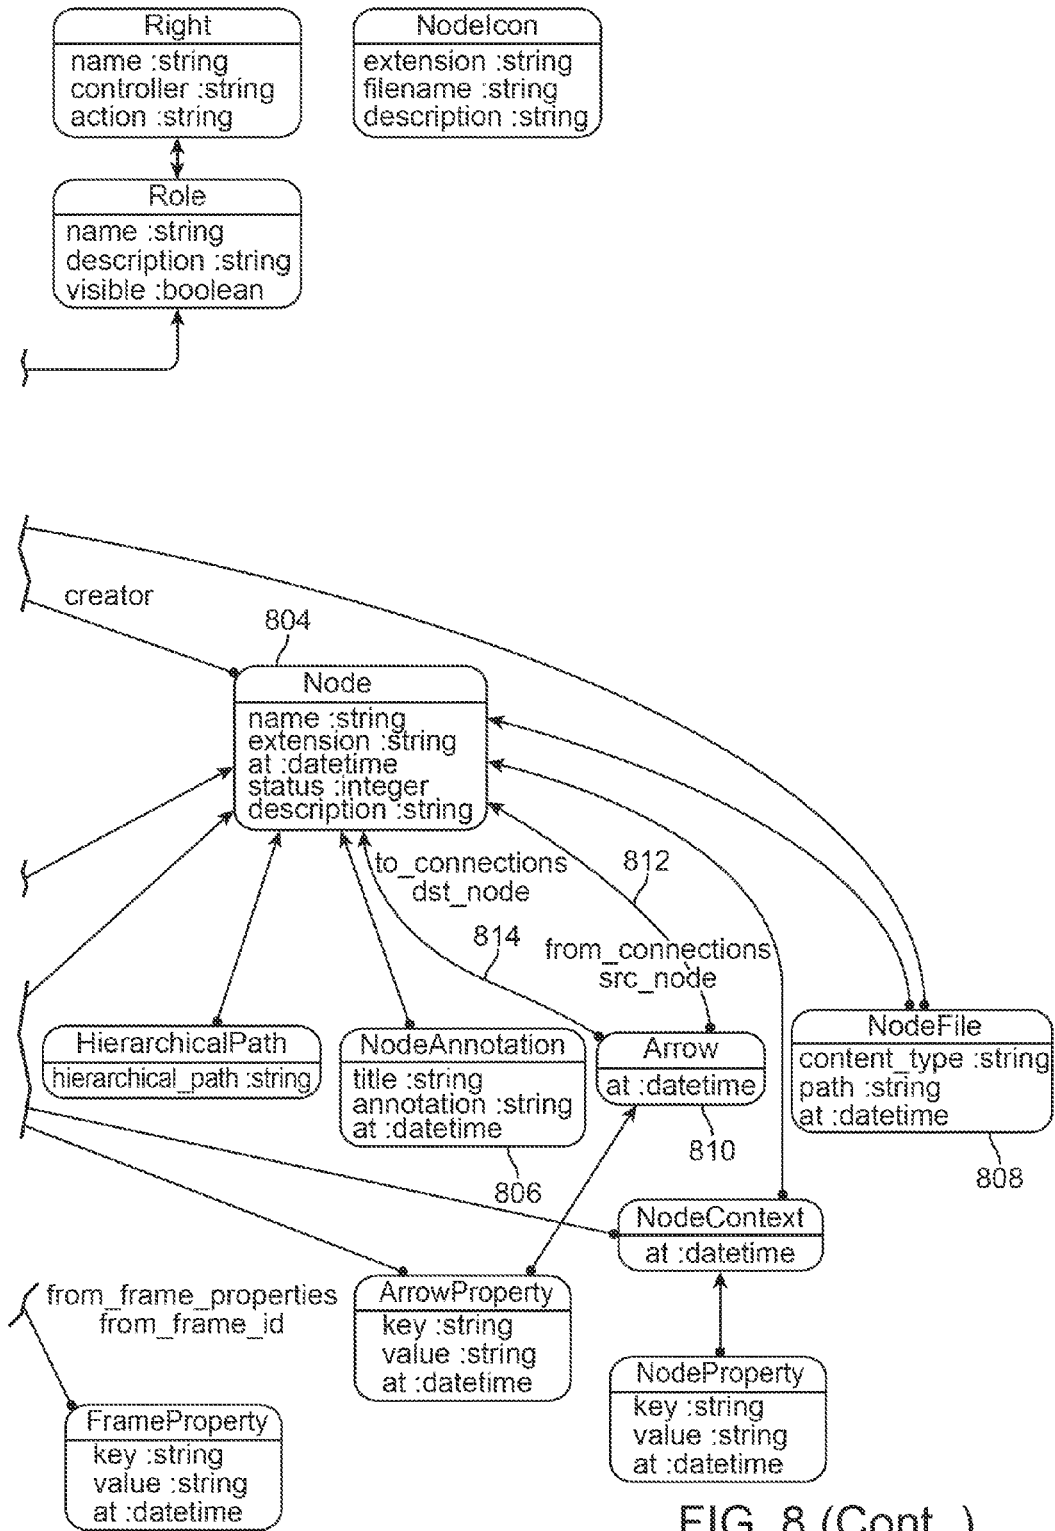 Right
name :string
controller :string
action :string
NodeIcon
extension :string
filename :string
description :string
Role
name :string
description :string
visible :boolean
creator
804
Node
name :string
extension :string
at :datetime
status :integer
description :string
to_connections
dst_node
812
814
from_connections
src_node
HierarchicalPath
hierarchical_path :string
NodeAnnotation
title :string
annotation :string
at :datetime
806
Arrow
at :datetime
810
NodeFile
content_type :string
path :string
at :datetime
808
NodeContext
at :datetime
from_frame_properties
from_frame_id
ArrowProperty
key :string
value :string
at :datetime
NodeProperty
key :string
value :string
at :datetime
FrameProperty
key :string
value :string
at :datetime
FIG. 8 (Cont..)